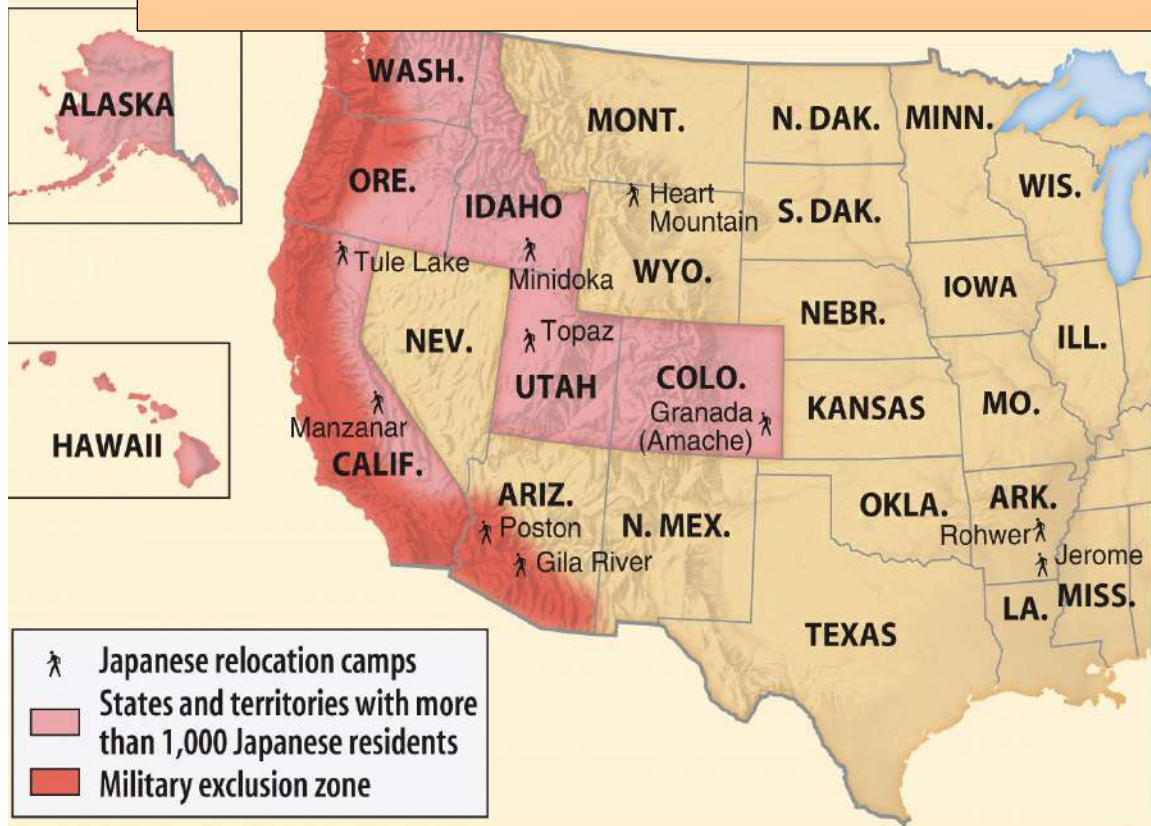 ALASKA
HAWAII
WASH.
MONT.
N. DAK.
MINN.
ORE.
IDAHO
Heart
Mountain
S. DAK.
WIS.
Tule Lake
Minidoka
WYO.
IOWA
NEV.
Topaz
NEBR.
ILL.
UTAH
COLO.
Granada
(Amache)
KANSAS
MO.
Manzanar
CALIF.
ARIZ.
Poston
Gila River
N. MEX.
OKLA.
ARK.
Rohwer
Jerome
TEXAS
LA.
MISS.
Japanese relocation camps
States and territories with more
than 1,000 Japanese residents
Military exclusion zone